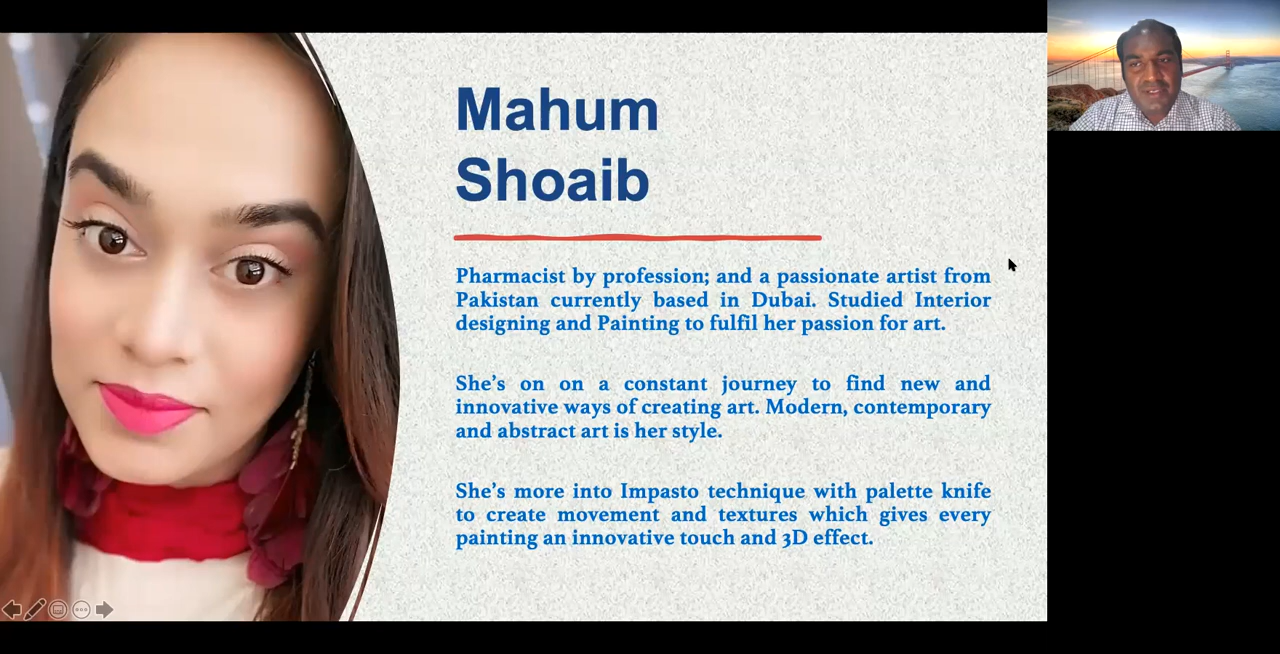 Mahum
Shoaib
Pharmacist by profession; and a passionate artist from
Pakistan currently based in Dubai. Studied Interior
designing and Painting to fulfil her passion for art.
She's on on a constant journey to find new and
innovative ways of creating art. Modern, contemporary
and abstract art is her style.
She's more into Impasto technique with palette knife
to create movement and textures which gives every
painting an innovative touch and 3D effect.